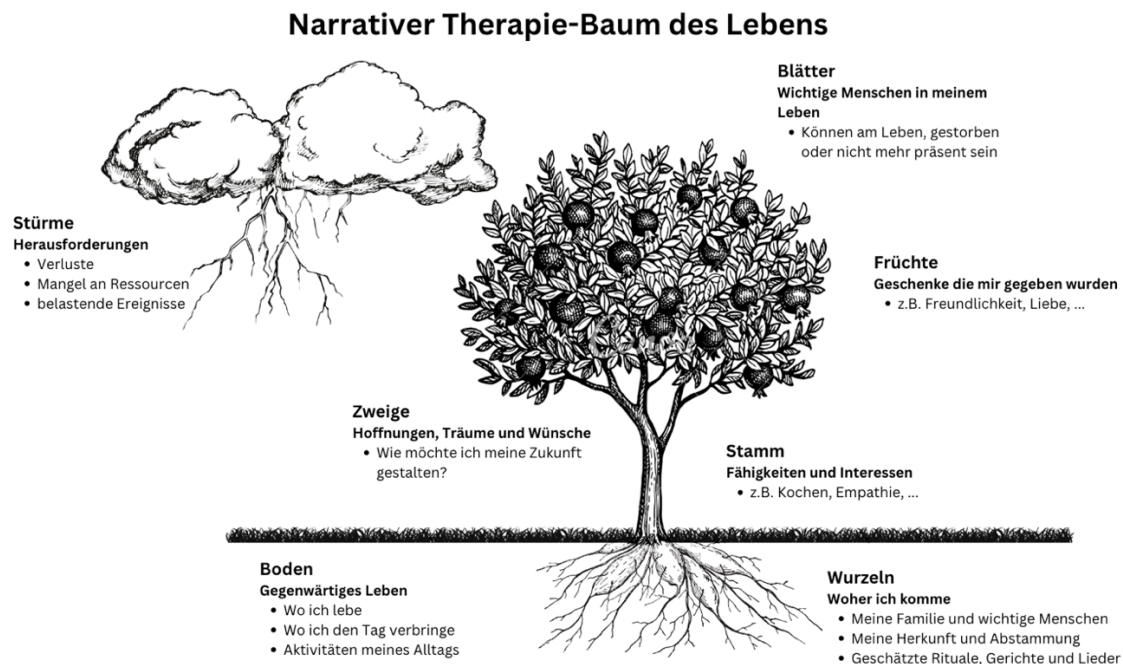 Narrativer Therapie-Baum des Lebens
Blätter
Wichtige Menschen in meinem
Leben
• Können am Leben, gestorben
oder nicht mehr präsent sein
Stürme
Herausforderungen
• Verluste
• Mangel an Ressourcen
• belastende Ereignisse
Früchte
Geschenke die mir gegeben wurden
• z.B. Freundlichkeit, Liebe, ...
Zweige
Hoffnungen, Träume und Wünsche
• Wie möchte ich meine Zukunft
gestalten?
Stamm
Fähigkeiten und Interessen
• z.B. Kochen, Empathie, ...
Boden
Gegenwärtiges Leben
• Wo ich lebe
• Wo ich den Tag verbringe
• Aktivitäten meines Alltags
Wurzeln
Woher ich komme
• Meine Familie und wichtige Menschen
• Meine Herkunft und Abstammung
• Geschätzte Rituale, Gerichte und Lieder